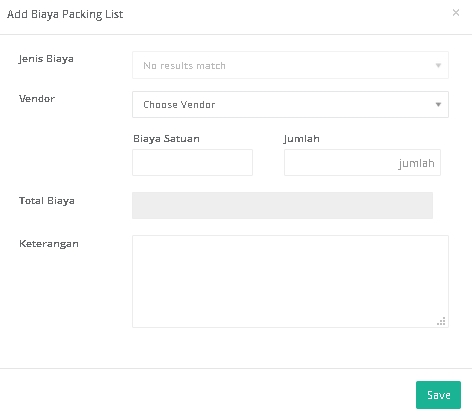 Add Biaya Packing List ×
Jenis Biaya
No results match
Vendor
Choose Vendor
Biaya Satuan Jumlah
jumlah
Total Biaya
Keterangan
Save